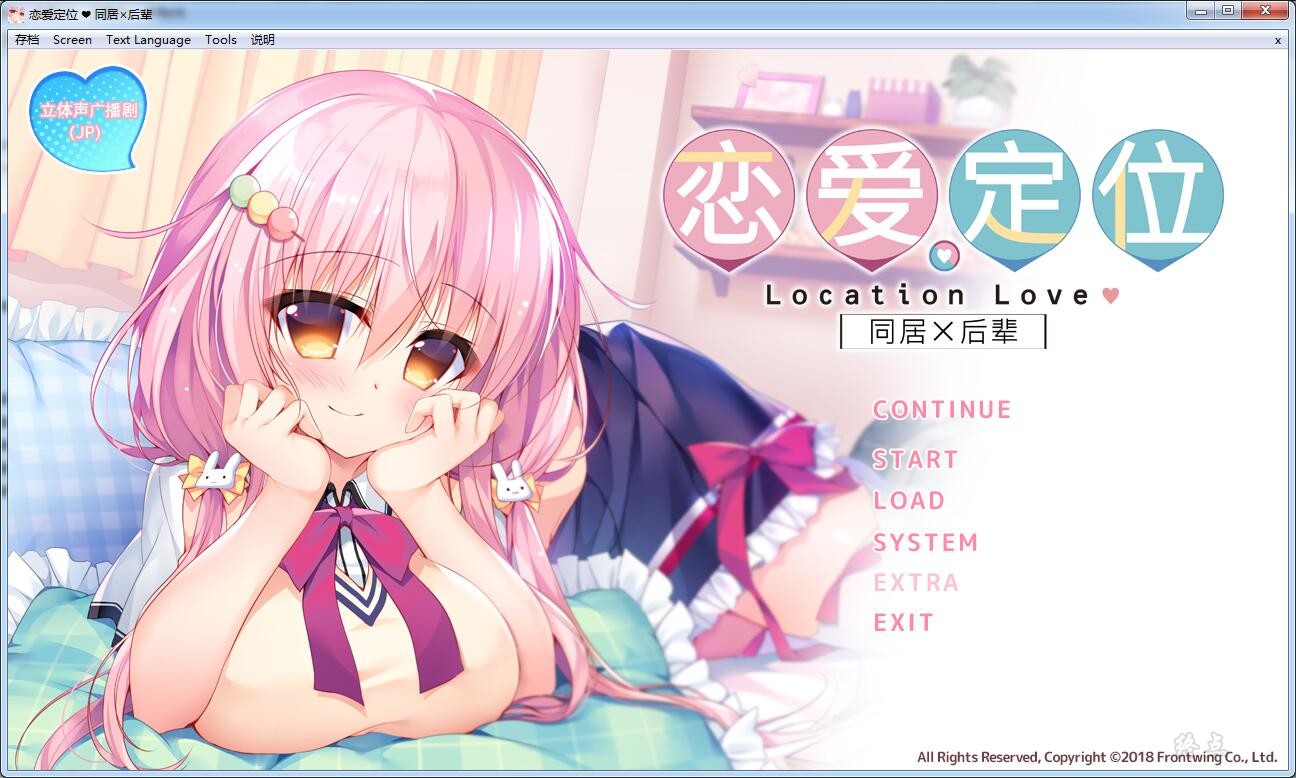 恋爱定位 ❤ 同居×后辈
存档 Screen Text Language Tools 说明 x
立体声广播剧
(JP)
恋爱定位
Location Love
同居×后辈
CONTINUE
START
LOAD
SYSTEM
EXTRA
EXIT
终点
All Rights Reserved, Copyright ©2018 Frontwing Co., Ltd.